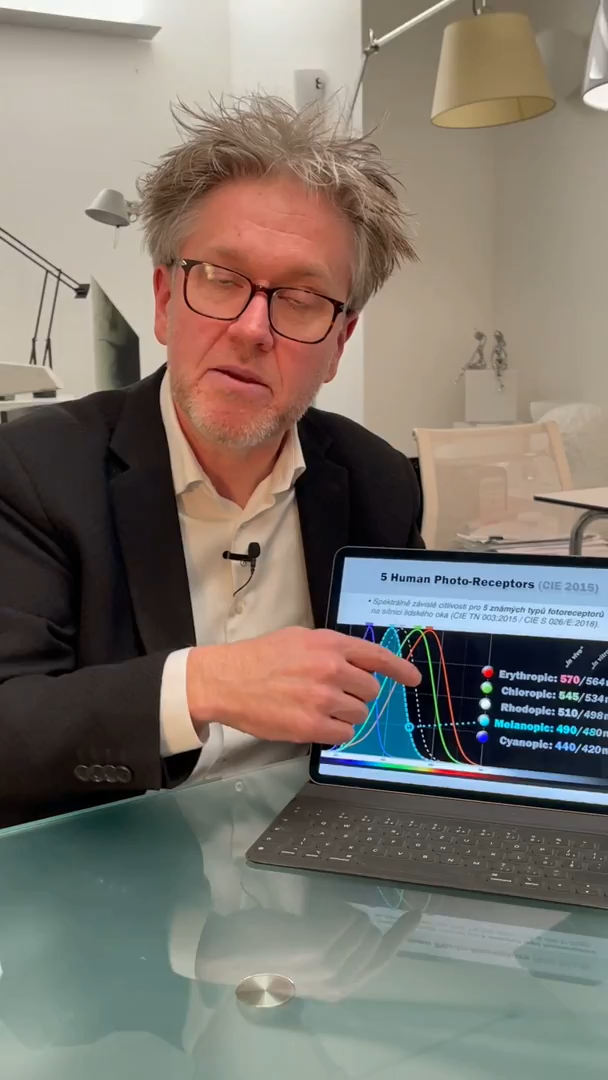 5 Human Photo-Receptors (CIE 2015)
• Spektrálně závislé citlivosti pro 5 známých typů fotoreceptorů
na sítnici lidského oka (CIE TN 003:2015 / CIE S 026/E:2018).
Erythropic: 570/564
Chloropic: 545/534
Rhodopic: 510/498
Melanopic: 490/480n
Cyanopic: 440/420n